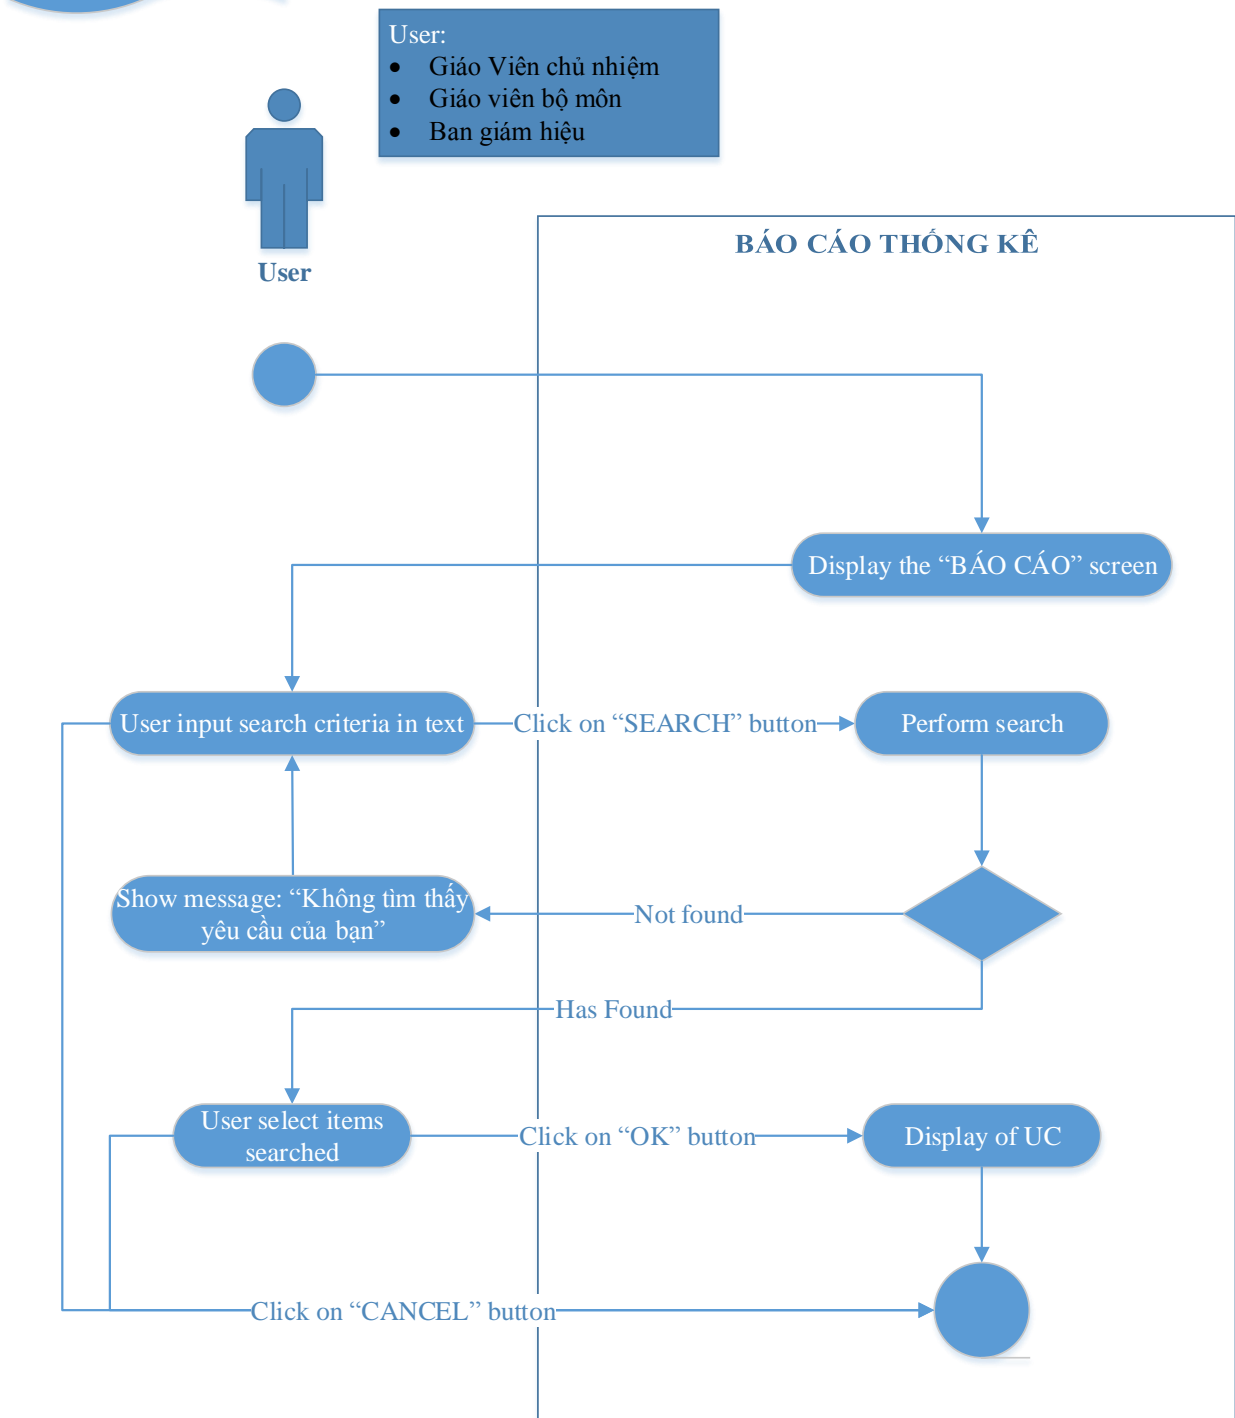 User:
• Giáo Viên chủ nhiệm
• Giáo viên bộ môn
• Ban giám hiệu
User
BÁO CÁO THỐNG KÊ
Display the “BÁO CÁO” screen
User input search criteria in text
Click on “SEARCH” button
Perform search
Show message: “Không tìm thấy
yêu cầu của bạn”
Not found
Has Found
User select items
searched
Click on “OK” button
Display of UC
Click on “CANCEL” button